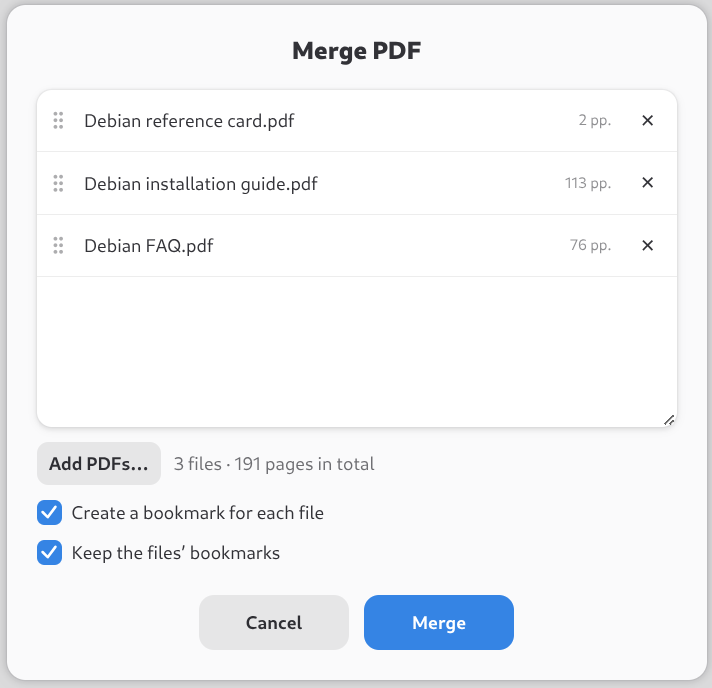 Merge PDF
Debian reference card.pdf 2 pp. ✕
Debian installation guide.pdf 113 pp. ✕
Debian FAQ.pdf 76 pp. ✕
Add PDFs… 3 files · 191 pages in total
Create a bookmark for each file
Keep the files’ bookmarks
Cancel Merge